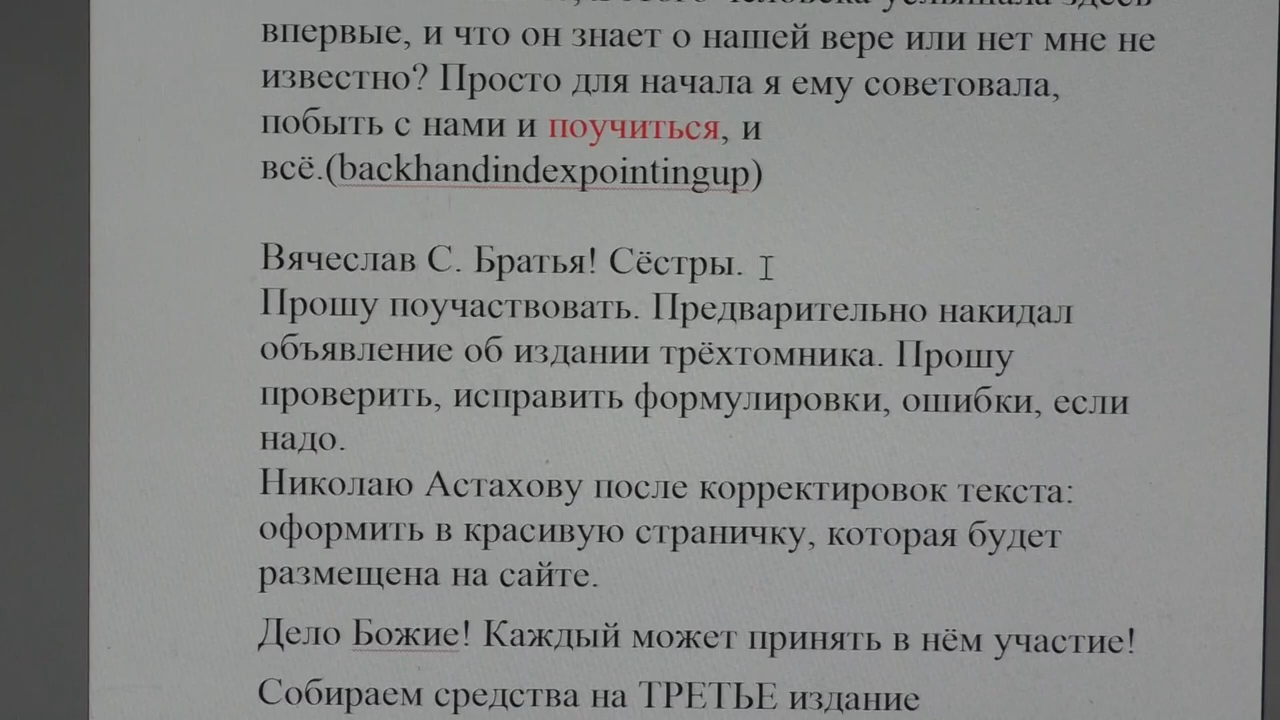 впервые, и что он знает о нашей вере или нет мне не
известно? Просто для начала я ему советовала,
побыть с нами и поучиться, и
всё.(backhandindexpointingup)
Вячеслав С. Братья! Сёстры.
Прошу поучаствовать. Предварительно накидал
объявление об издании трёхтомника. Прошу
проверить, исправить формулировки, ошибки, если
надо.
Николаю Астахову после корректировок текста:
оформить в красивую страничку, которая будет
размещена на сайте.
Дело Божие! Каждый может принять в нём участие!
Собираем средства на ТРЕТЬЕ издание